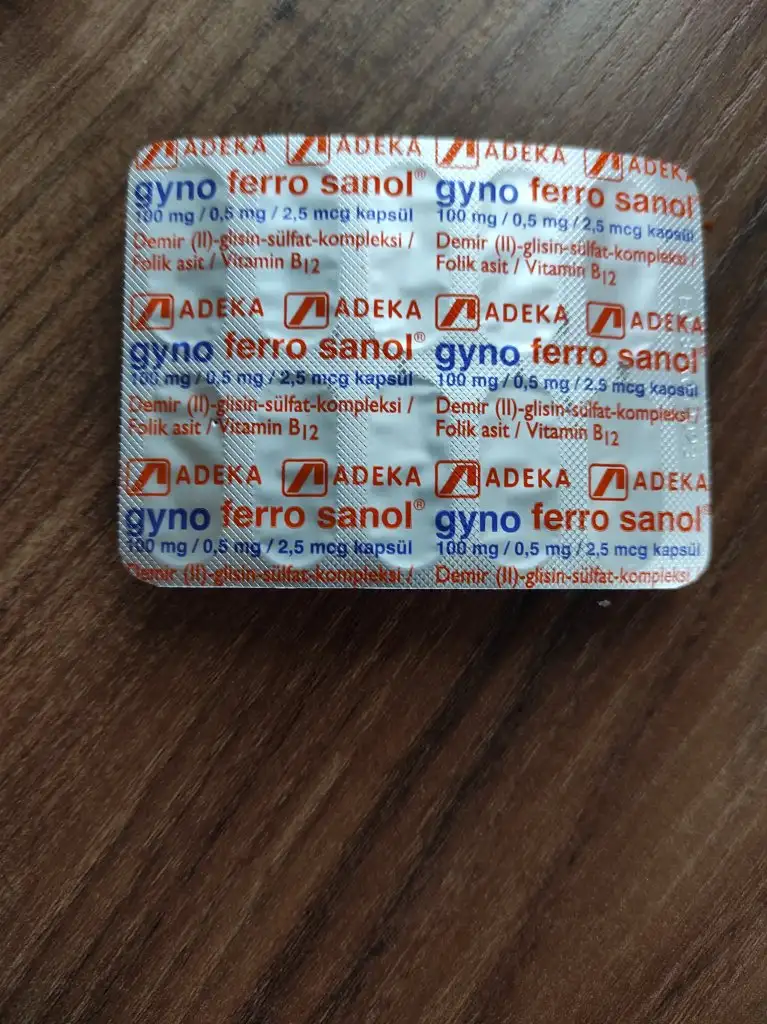 ADEKA ADEKA ADEKA ADEKA
gyno ferro sanol® gyno ferro sanol
100 mg / 0,5 mg / 2,5 mcg kapsül 100 mg / 0,5 mg / 2,5 mcg kapsül
Demir (II)-glisin-sülfat-kompleksi / Demir (II)-glisin-sülfat-kompleksi /
Folik asit / Vitamin B12 Folik asit / Vitamin B12
ADEKA ADEKA ADEKA ADEKA
gyno ferro sanol® gyno ferro sanol®
100 mg / 0,5 mg / 2,5 mcg kapsül 100 mg / 0,5 mg / 2,5 mcg kapsül
Demir (II)-glisin-sülfat-kompleksi / Demir (II)-glisin-sülfat-kompleksi /
Folik asit / Vitamin B12 Folik asit / Vitamin B12
ADEKA ADEKA ADEKA ADEKA
gyno ferro sanol® gyno ferro sanol®
100 mg / 0,5 mg / 2,5 mcg kapsül 100 mg / 0,5 mg / 2,5 mcg kapsül
Demir (II)-glisin-sülfat-kompleksi / Demir (II)-glisin-sülfat-kompleksi